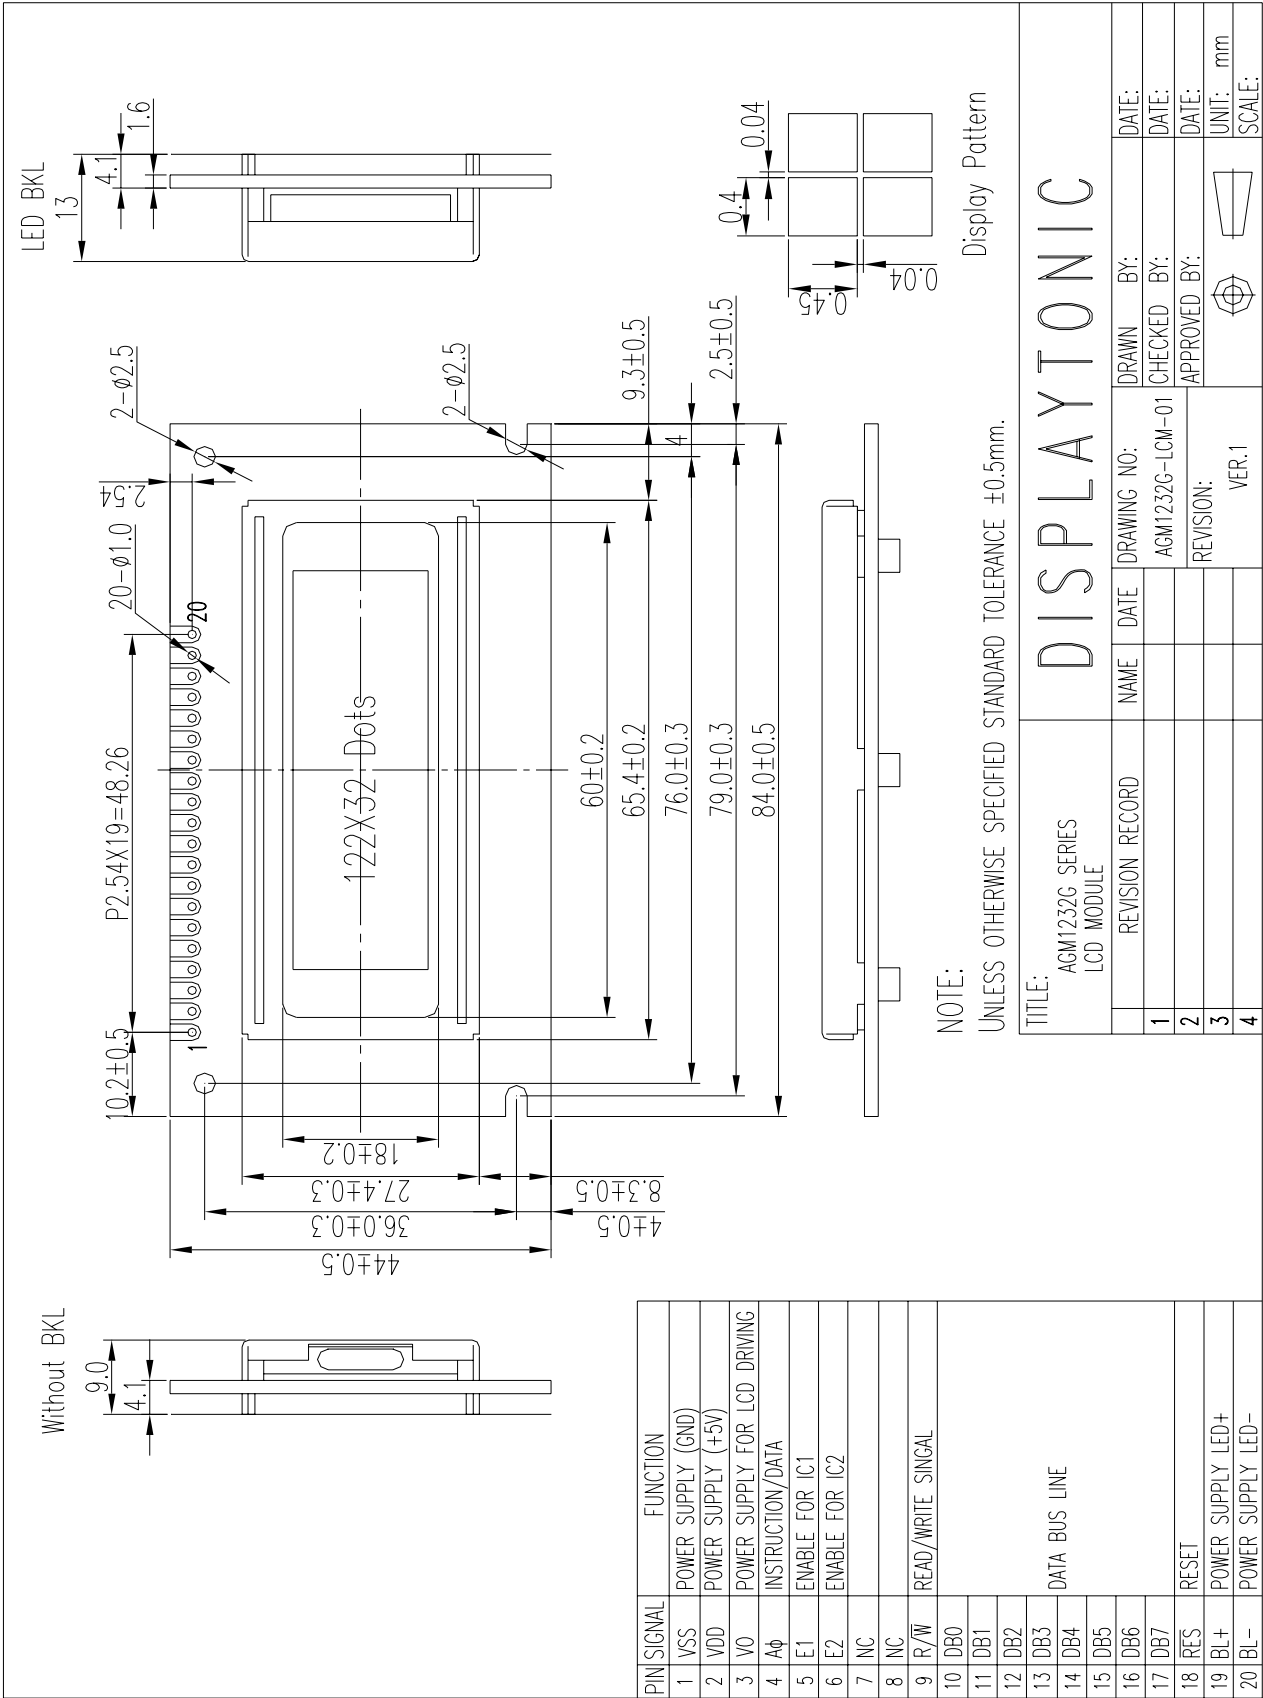 Without BKL
9.0
4.1
LED BKL
13
4.1
1.6
10.2±0.5
P2.54X19=48.26
20-ø1.0
2.54
2-ø2.5
1
20
122X32 Dots
2-ø2.5
18±0.2
27.4±0.3
36.0±0.3
44±0.5
8.3±0.5
4±0.5
60±0.2
65.4±0.2
76.0±0.3
79.0±0.3
84.0±0.5
9.3±0.5
4
2.5±0.5
0.4
0.04
0.45
0.04
Display Pattern
NOTE:
UNLESS OTHERWISE SPECIFIED STANDARD TOLERANCE ±0.5mm.
PIN SIGNAL FUNCTION
1 VSS POWER SUPPLY (GND)
2 VDD POWER SUPPLY (+5V)
3 VO POWER SUPPLY FOR LCD DRIVING
4 Aϕ INSTRUCTION/DATA
5 E1 ENABLE FOR IC1
6 E2 ENABLE FOR IC2
7 NC
8 NC
9 R/W̅ READ/WRITE SINGAL
10 DB0
11 DB1
12 DB2
13 DB3
14 DB4 DATA BUS LINE
15 DB5
16 DB6
17 DB7
18 R̅E̅S̅ RESET
19 BL+ POWER SUPPLY LED+
20 BL- POWER SUPPLY LED-
TITLE:
AGM1232G SERIES
LCD MODULE
DISPLAYTONIC
REVISION RECORD NAME DATE
1
2
3
4
DRAWING NO:
AGM1232G-LCM-01
REVISION:
VER.1
DRAWN BY: DATE:
CHECKED BY: DATE:
APPROVED BY: DATE:
UNIT: mm
SCALE: